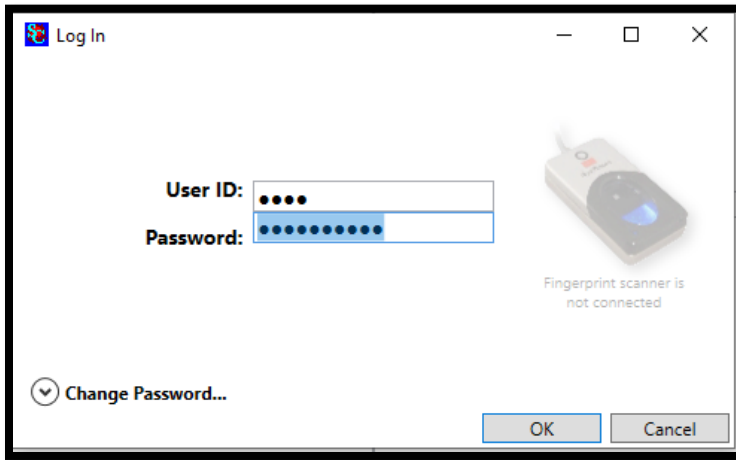 Log In
User ID:
••••
Password:
••••••••••
Fingerprint scanner is
not connected
Change Password...
OK
Cancel